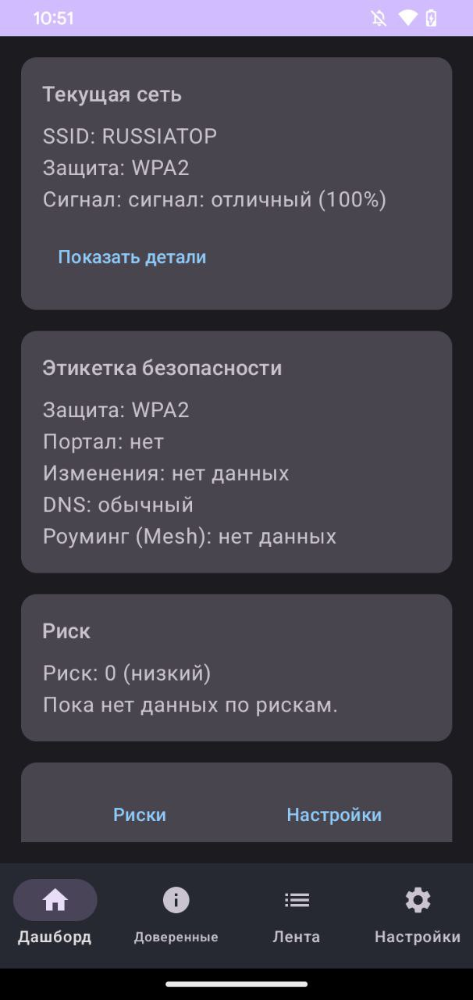 10:51
Текущая сеть
SSID: RUSSIATOP
Защита: WPA2
Сигнал: сигнал: отличный (100%)
Показать детали
Этикетка безопасности
Защита: WPA2
Портал: нет
Изменения: нет данных
DNS: обычный
Роуминг (Mesh): нет данных
Риск
Риск: 0 (низкий)
Пока нет данных по рискам.
Риски Настройки
Дашборд Доверенные Лента Настройки